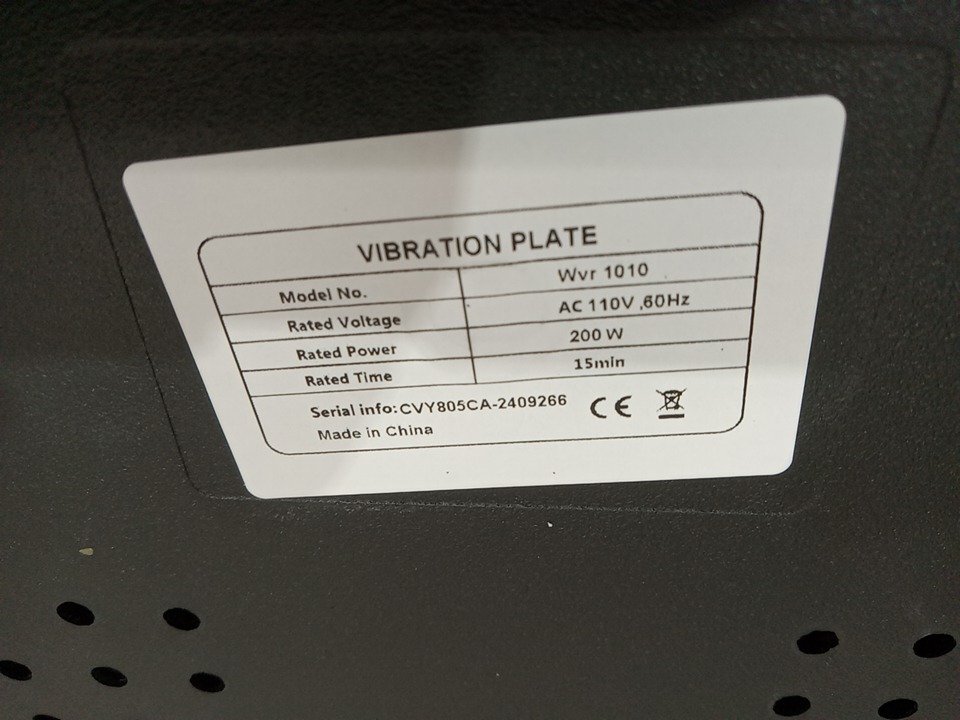 VIBRATION PLATE
Model No. Wvr 1010
Rated Voltage AC 110V ,60Hz
Rated Power 200 W
Rated Time 15min
Serial info:CVY805CA-2409266 CE
Made in China